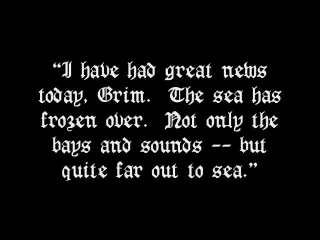 “I have had great news
today, Grim.  The sea has
frozen over.  Not only the
bays and sounds -- but
quite far out to sea.”